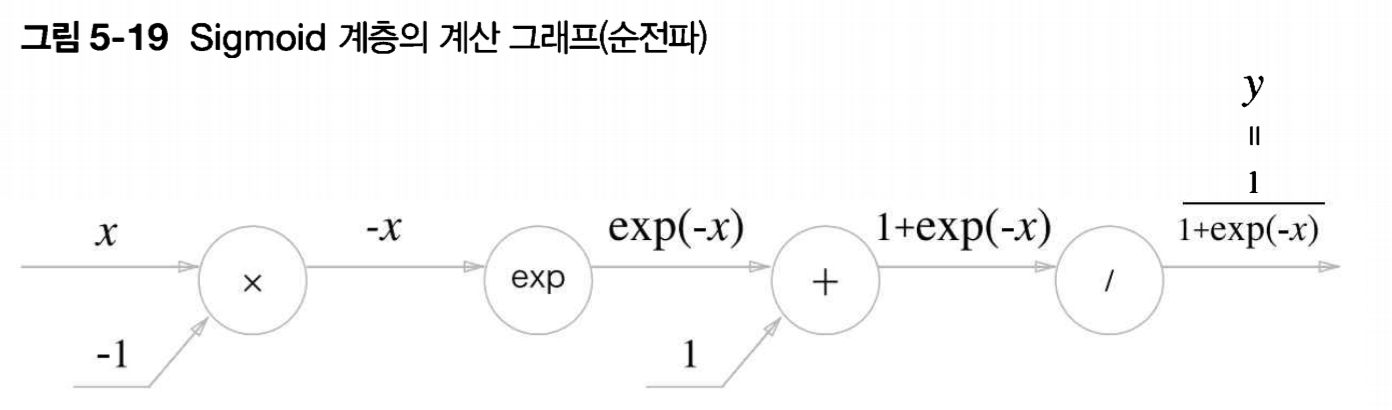 그림 5-19 Sigmoid 계층의 계산 그래프(순전파)
y
=
1
x -x exp(-x) 1+exp(-x) 1+exp(-x)
× exp + /
-1 1